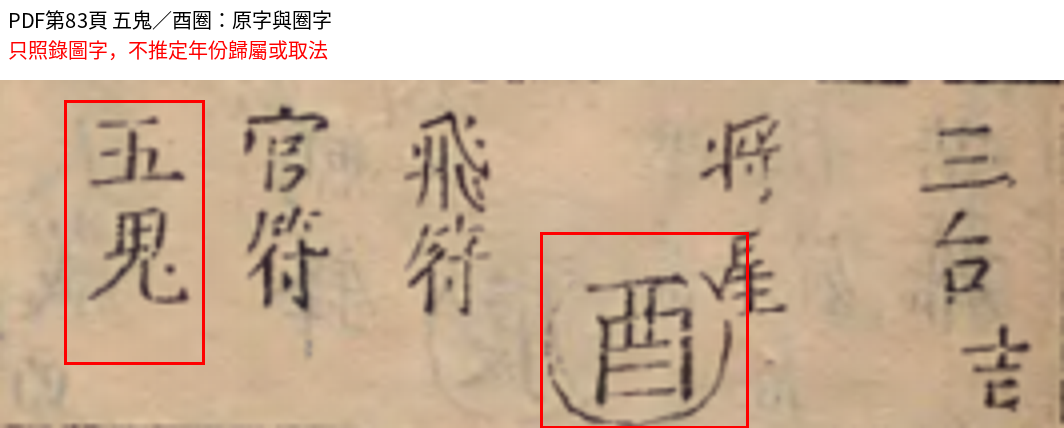 PDF第83頁 五鬼／酉圈：原字與圈字
只照錄圖字，不推定年份歸屬或取法
三台吉
将星
酉
飛符
官符
五鬼